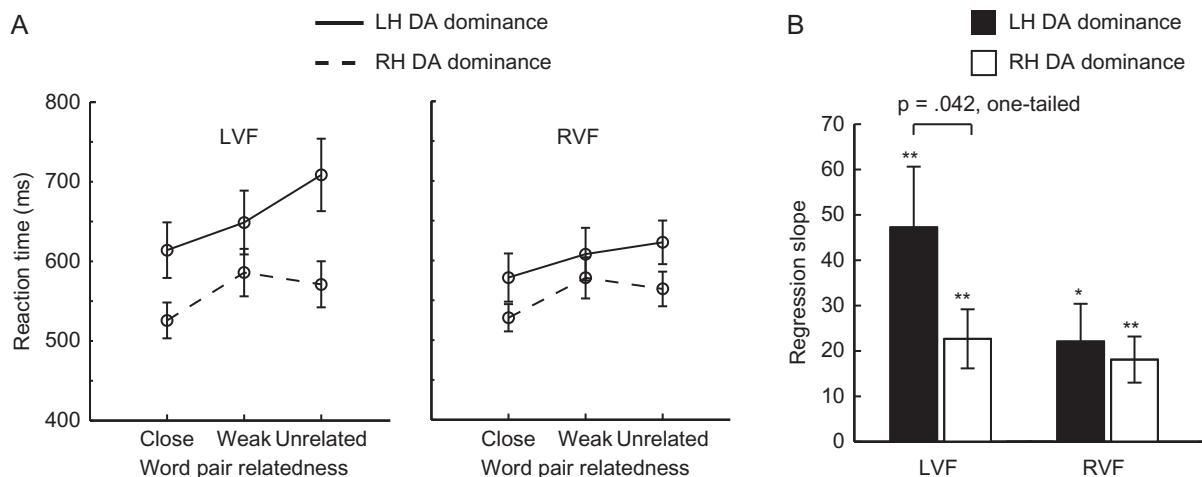 A
LH DA dominance
RH DA dominance
800
700
600
500
400
Reaction time (ms)
LVF
Close Weak Unrelated
Word pair relatedness
RVF
Close Weak Unrelated
Word pair relatedness
B
LH DA dominance
RH DA dominance
p = .042, one-tailed
70
60
50
40
30
20
10
0
Regression slope
**
**
*
**
LVF RVF